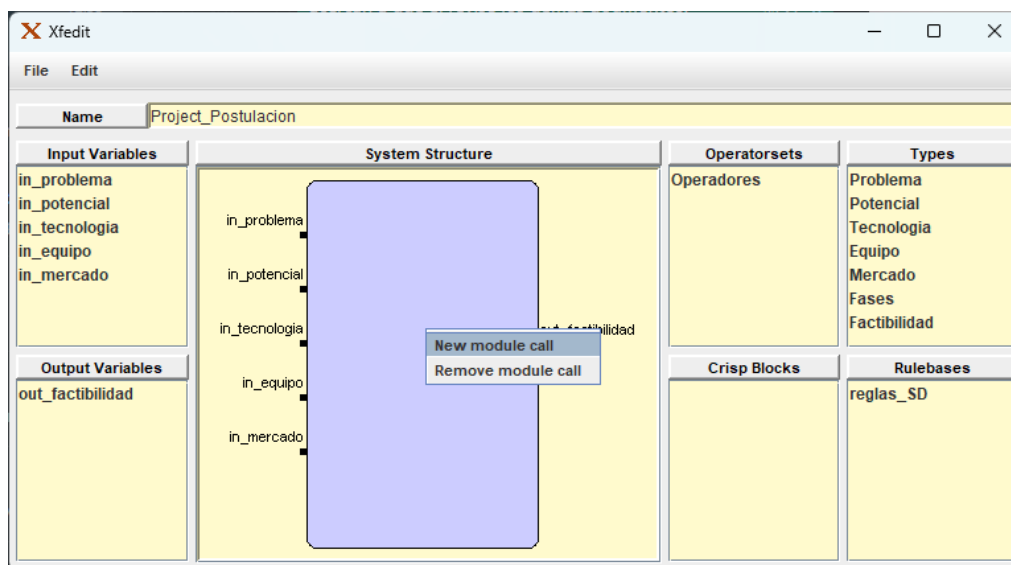 Xfedit
File Edit
Name Project_Postulacion
Input Variables
in_problema
in_potencial
in_tecnologia
in_equipo
in_mercado
System Structure
in_problema
in_potencial
in_tecnologia
in_equipo
in_mercado
out_factibilidad
New module call
Remove module call
Operatorsets
Operadores
Types
Problema
Potencial
Tecnologia
Equipo
Mercado
Fases
Factibilidad
Output Variables
out_factibilidad
Crisp Blocks
Rulebases
reglas_SD